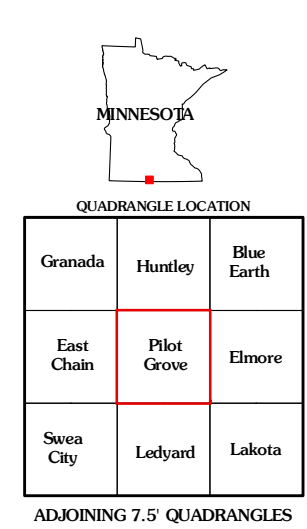 MINNESOTA
QUADRANGLE LOCATION
Granada
Huntley
Blue
Earth
East
Chain
Pilot
Grove
Elmore
Swea
City
Ledyard
Lakota
ADJOINING 7.5' QUADRANGLES